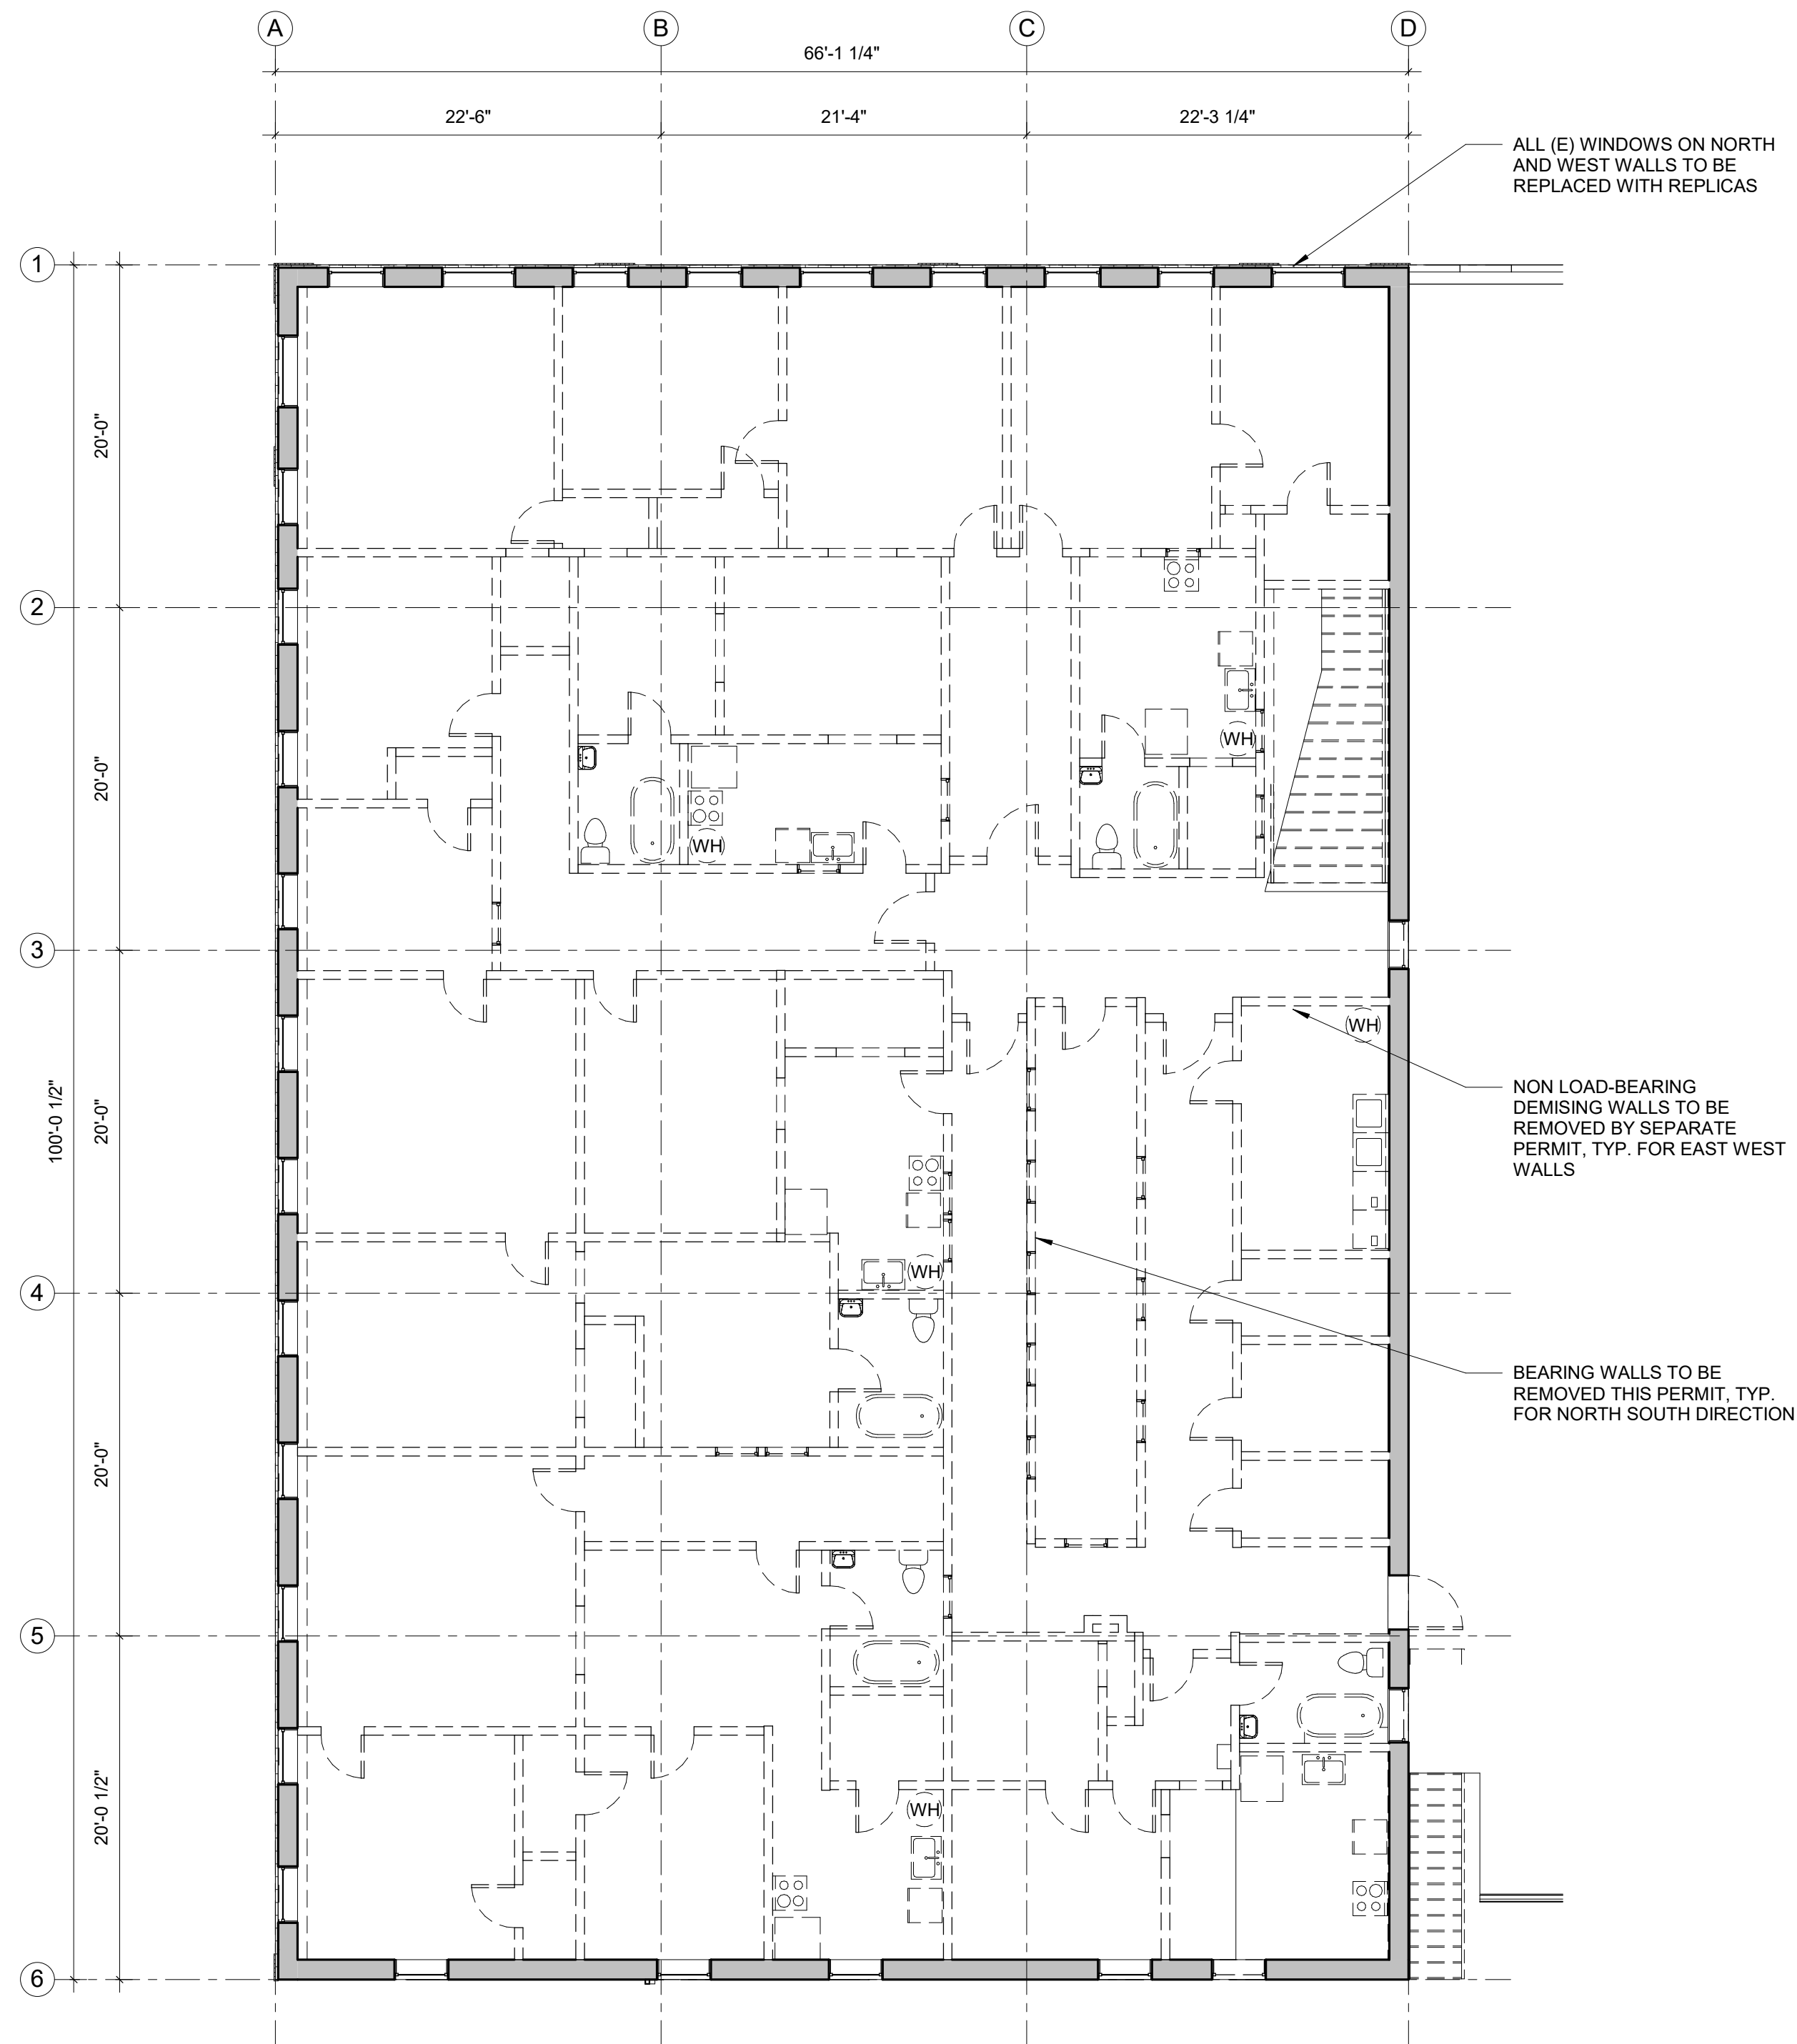 A
B
C
D
66'-1 1/4"
22'-6"
21'-4"
22'-3 1/4"
ALL (E) WINDOWS ON NORTH
AND WEST WALLS TO BE
REPLACED WITH REPLICAS
1
20'-0"
2
WH
20'-0"
WH
3
WH
NON LOAD-BEARING
DEMISING WALLS TO BE
REMOVED BY SEPARATE
PERMIT, TYP. FOR EAST WEST
WALLS
100'-0 1/2"
20'-0"
WH
4
BEARING WALLS TO BE
REMOVED THIS PERMIT, TYP.
FOR NORTH SOUTH DIRECTION
20'-0"
5
20'-0 1/2"
WH
6